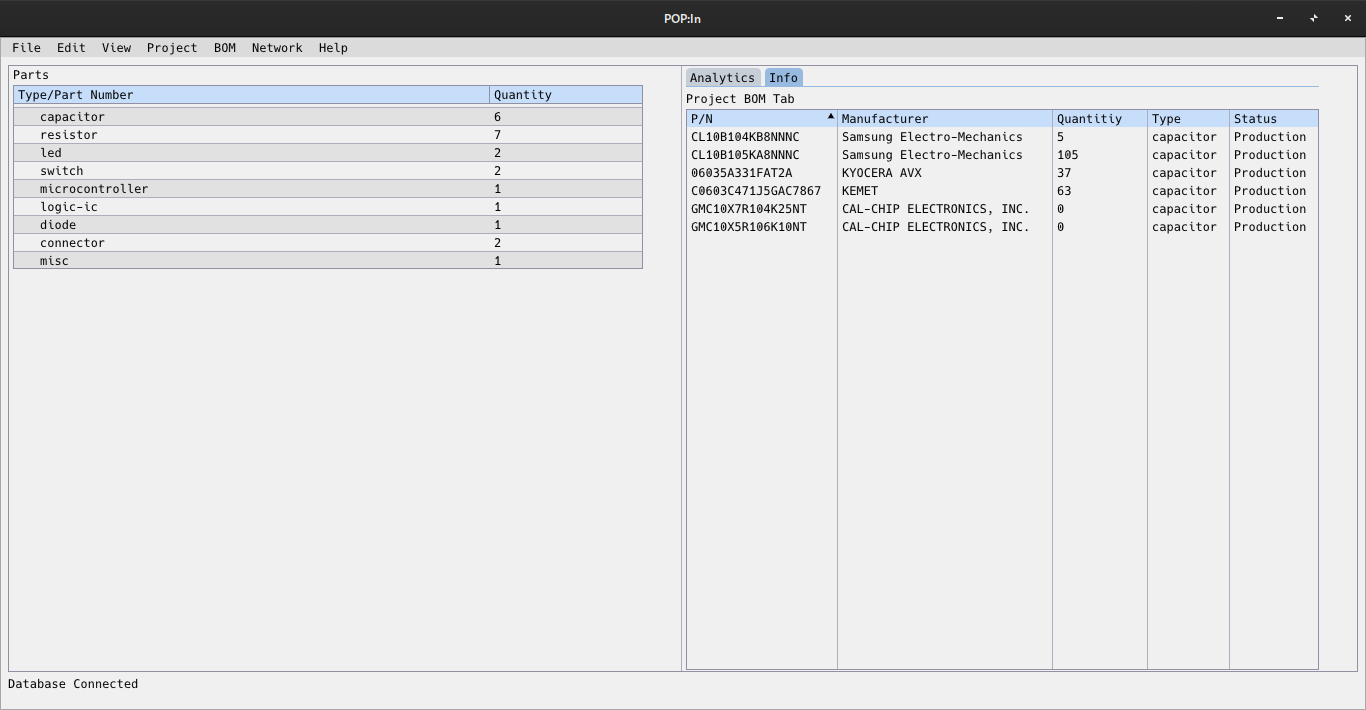 POP:In
File Edit View Project BOM Network Help
Parts
Type/Part Number Quantity
capacitor 6
resistor 7
led 2
switch 2
microcontroller 1
logic-ic 1
diode 1
connector 2
misc 1
Analytics Info
Project BOM Tab
P/N Manufacturer Quantitiy Type Status
CL10B104KB8NNNC Samsung Electro-Mechanics 5 capacitor Production
CL10B105KA8NNNC Samsung Electro-Mechanics 105 capacitor Production
06035A331FAT2A KYOCERA AVX 37 capacitor Production
C0603C471J5GAC7867 KEMET 63 capacitor Production
GMC10X7R104K25NT CAL-CHIP ELECTRONICS, INC. 0 capacitor Production
GMC10X5R106K10NT CAL-CHIP ELECTRONICS, INC. 0 capacitor Production
Database Connected